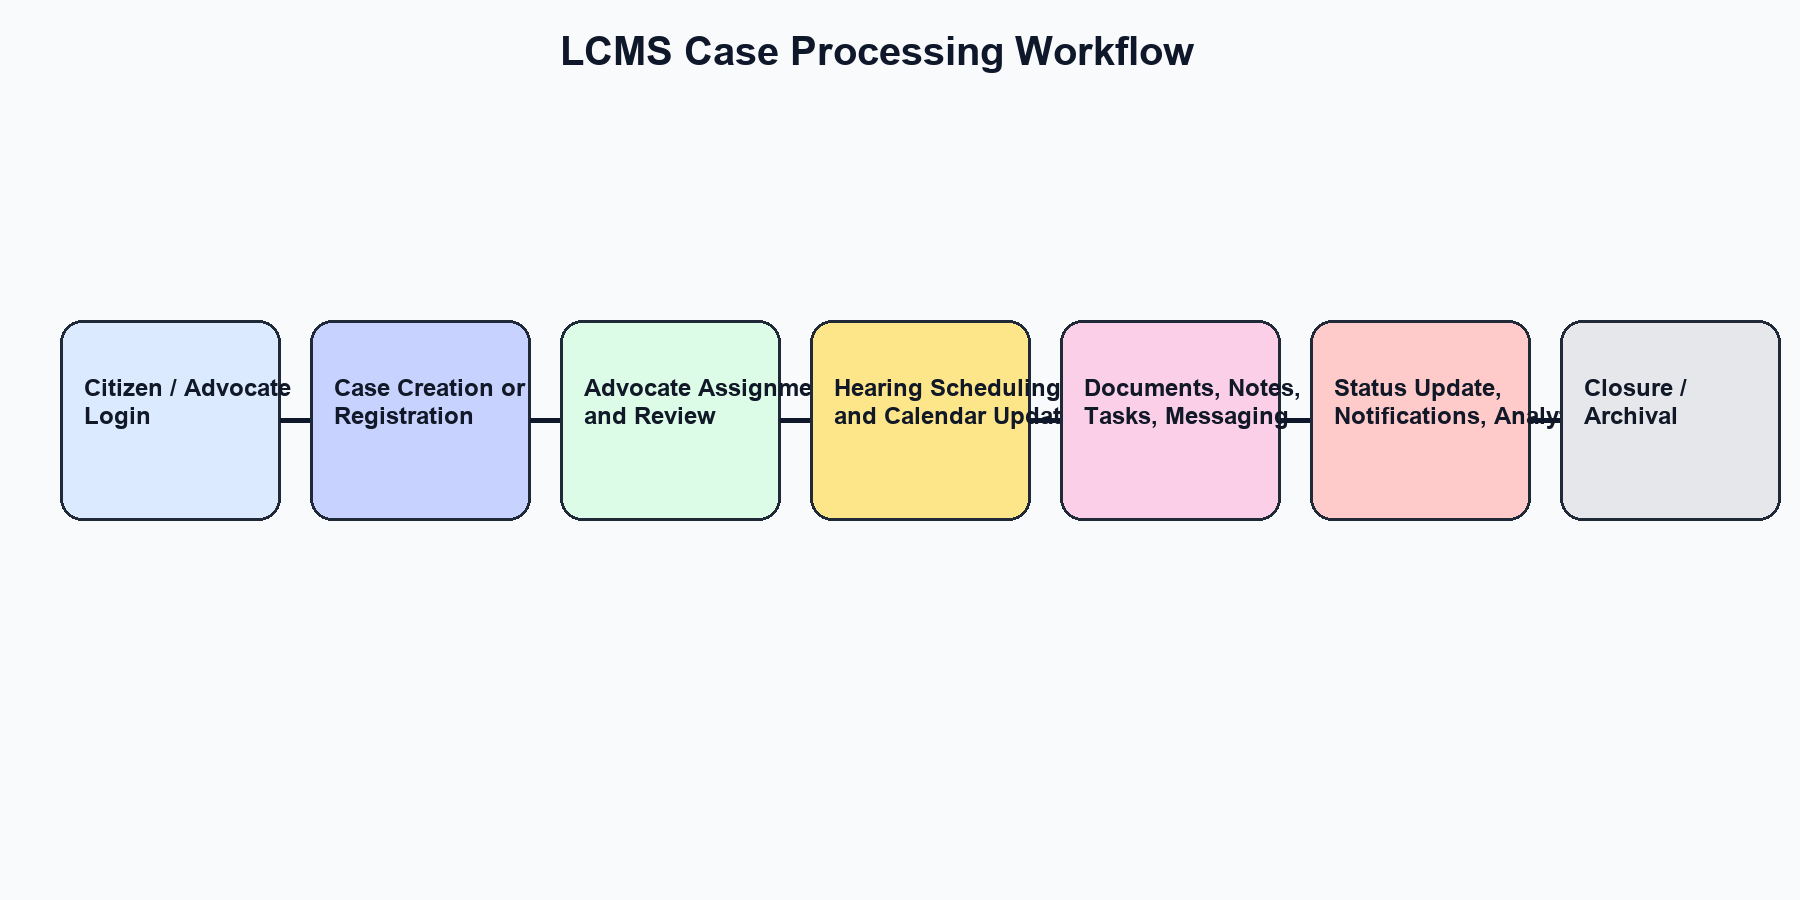 LCMS Case Processing Workflow
Citizen / Advocate
Login
Case Creation or
Registration
Advocate Assignme
and Review
Hearing Scheduling
and Calendar Updat
Documents, Notes,
Tasks, Messaging
Status Update,
Notifications, Analy
Closure /
Archival